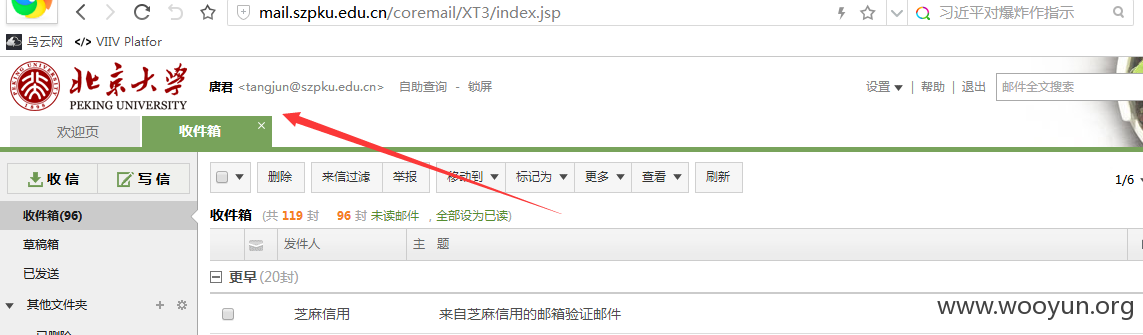 mail.szpku.edu.cn/coremail/XT3/index.jsp 习近平对爆炸作指示
乌云网 </> VIIV Platfor
北京大学
PEKING UNIVERSITY
PEKING UNIVERSITY 1898
唐君 <tangjun@szpku.edu.cn> 自助查询 - 锁屏 设置 | 帮助 | 退出 邮件全文搜索
欢迎页 收件箱 ×
收信 写信 删除 来信过滤 举报 移动到 标记为 更多 查看 刷新 1/6
收件箱(96) 收件箱 (共 119 封 96 封 未读邮件 , 全部设为已读)
草稿箱 发件人 主 题
已发送 更早 (20封)
其他文件夹 + 芝麻信用 来自芝麻信用的邮箱验证邮件
www.wooyun.org
已删除